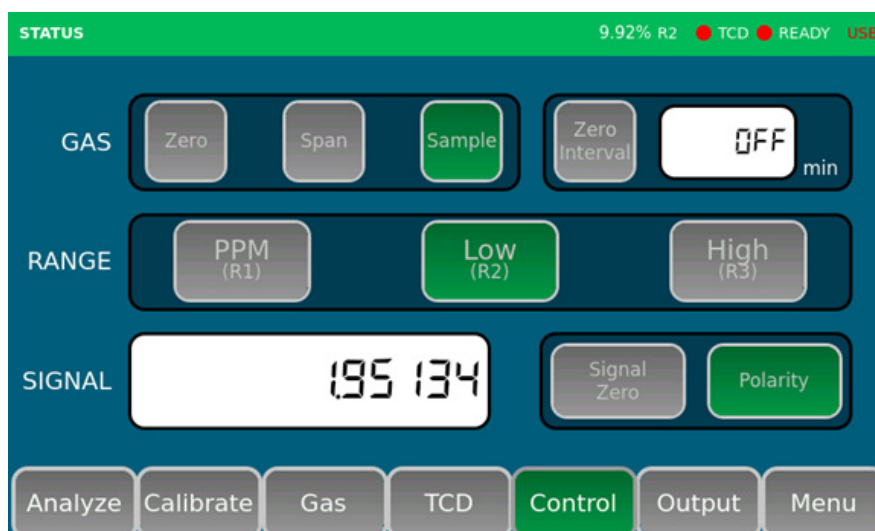 STATUS 9.92% R2 TCD READY USB
GAS Zero Span Sample Zero Interval OFF min
RANGE PPM (R1) Low (R2) High (R3)
SIGNAL 1.95134 Signal Zero Polarity
Analyze Calibrate Gas TCD Control Output Menu